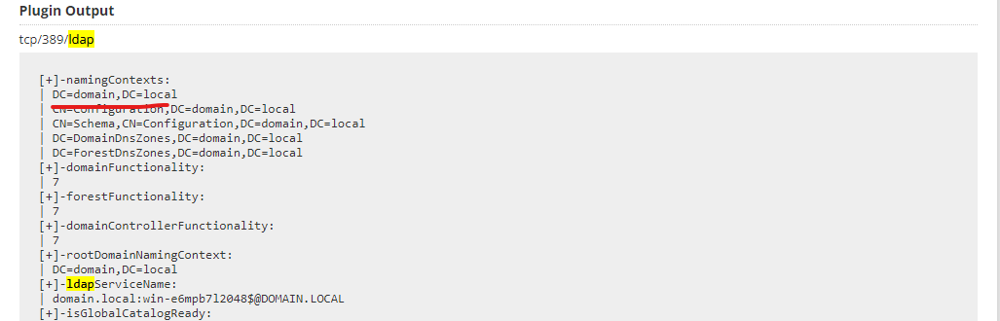 Plugin Output
tcp/389/ldap
[+]-namingContexts:
| DC=domain,DC=local
| CN=Configuration,DC=domain,DC=local
| CN=Schema,CN=Configuration,DC=domain,DC=local
| DC=DomainDnsZones,DC=domain,DC=local
| DC=ForestDnsZones,DC=domain,DC=local
[+]-domainFunctionality:
| 7
[+]-forestFunctionality:
| 7
[+]-domainControllerFunctionality:
| 7
[+]-rootDomainNamingContext:
| DC=domain,DC=local
[+]-ldapServiceName:
| domain.local:win-e6mpb7l2048$@DOMAIN.LOCAL
[+]-isGlobalCatalogReady: